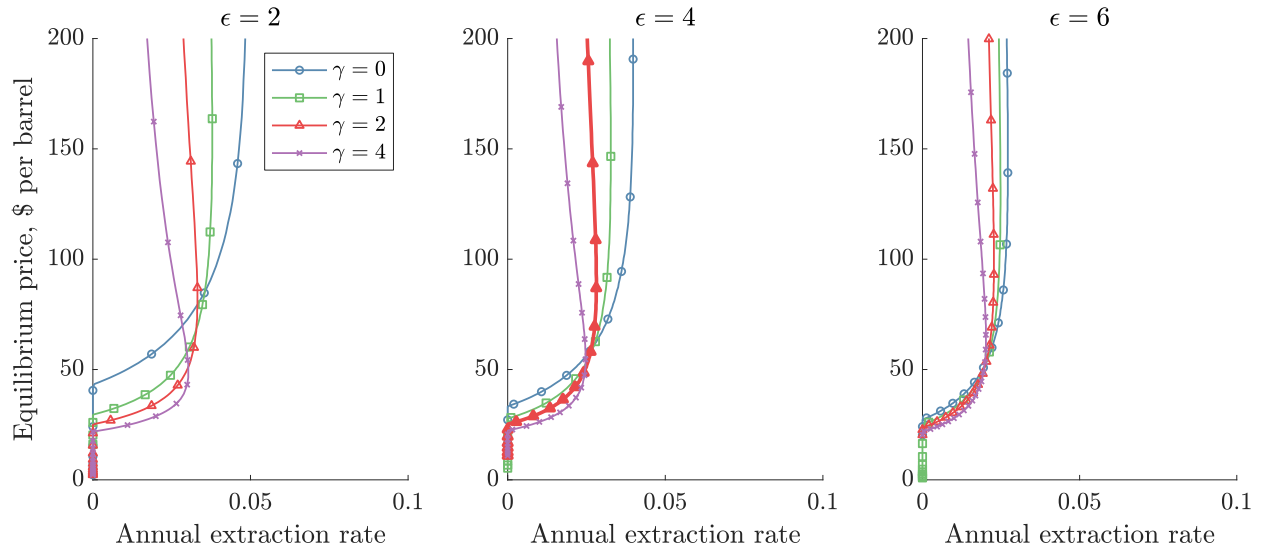 ϵ = 2
ϵ = 4
ϵ = 6
Equilibrium price, $ per barrel
200
150
100
50
0
γ = 0
γ = 1
γ = 2
γ = 4
0 0.05 0.1
Annual extraction rate
200
150
100
50
0
0 0.05 0.1
Annual extraction rate
200
150
100
50
0
0 0.05 0.1
Annual extraction rate